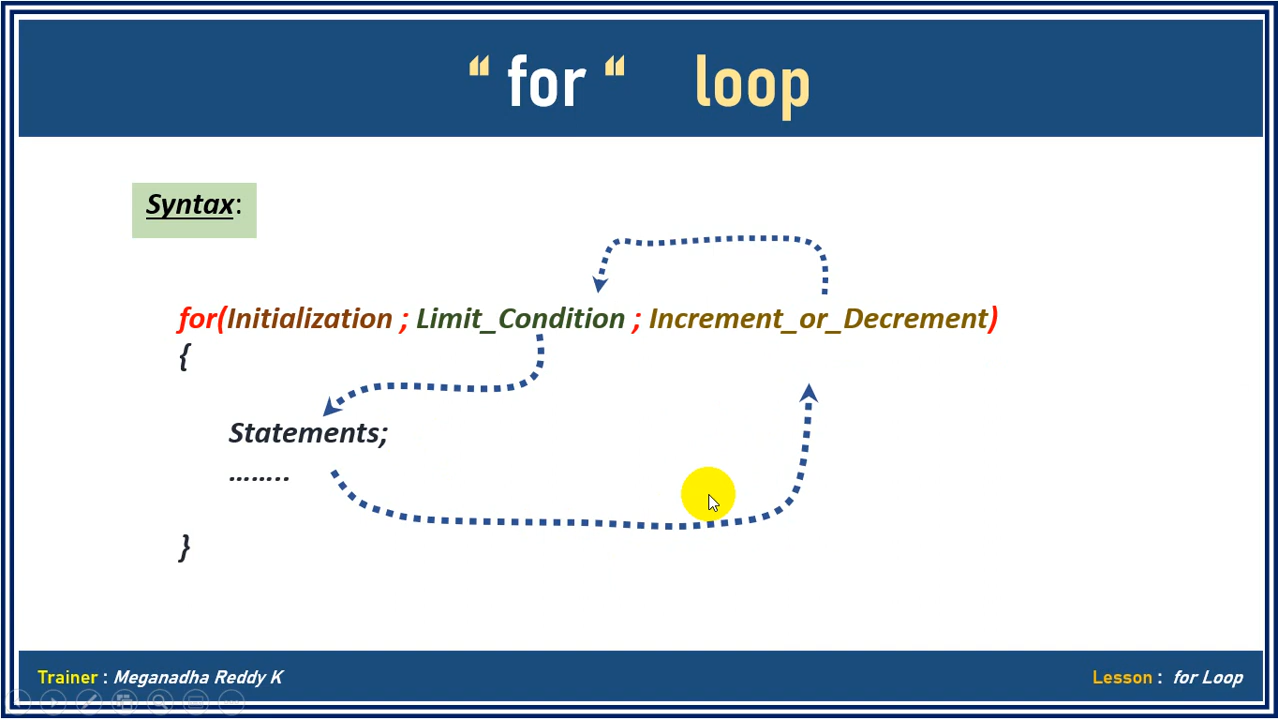 “ for “ loop
Syntax:
for(Initialization ; Limit_Condition ; Increment_or_Decrement)
{
Statements;
........
}
Trainer : Meganadha Reddy K
Lesson : for Loop